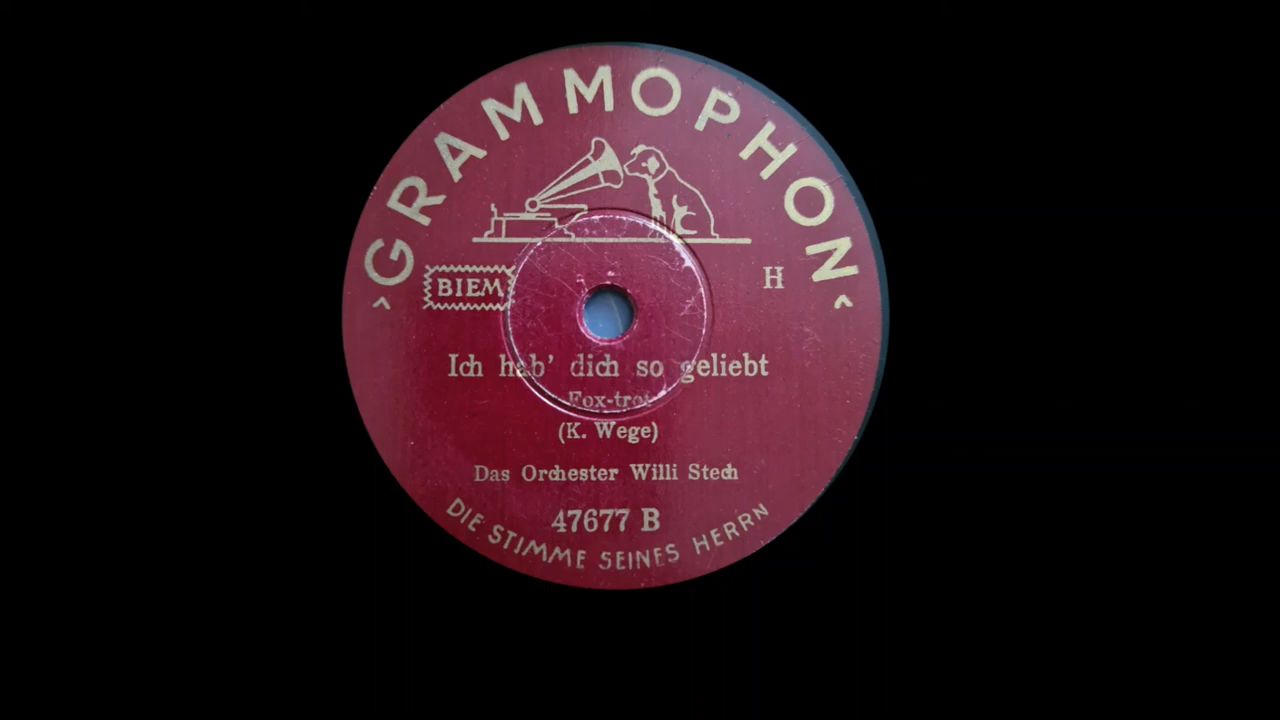 GRAMMOPHON
BIEM
H
Ich hab' dich so geliebt
Fox-trot
(K. Wege)
Das Orchester Willi Stech
47677 B
DIE STIMME SEINES HERRN